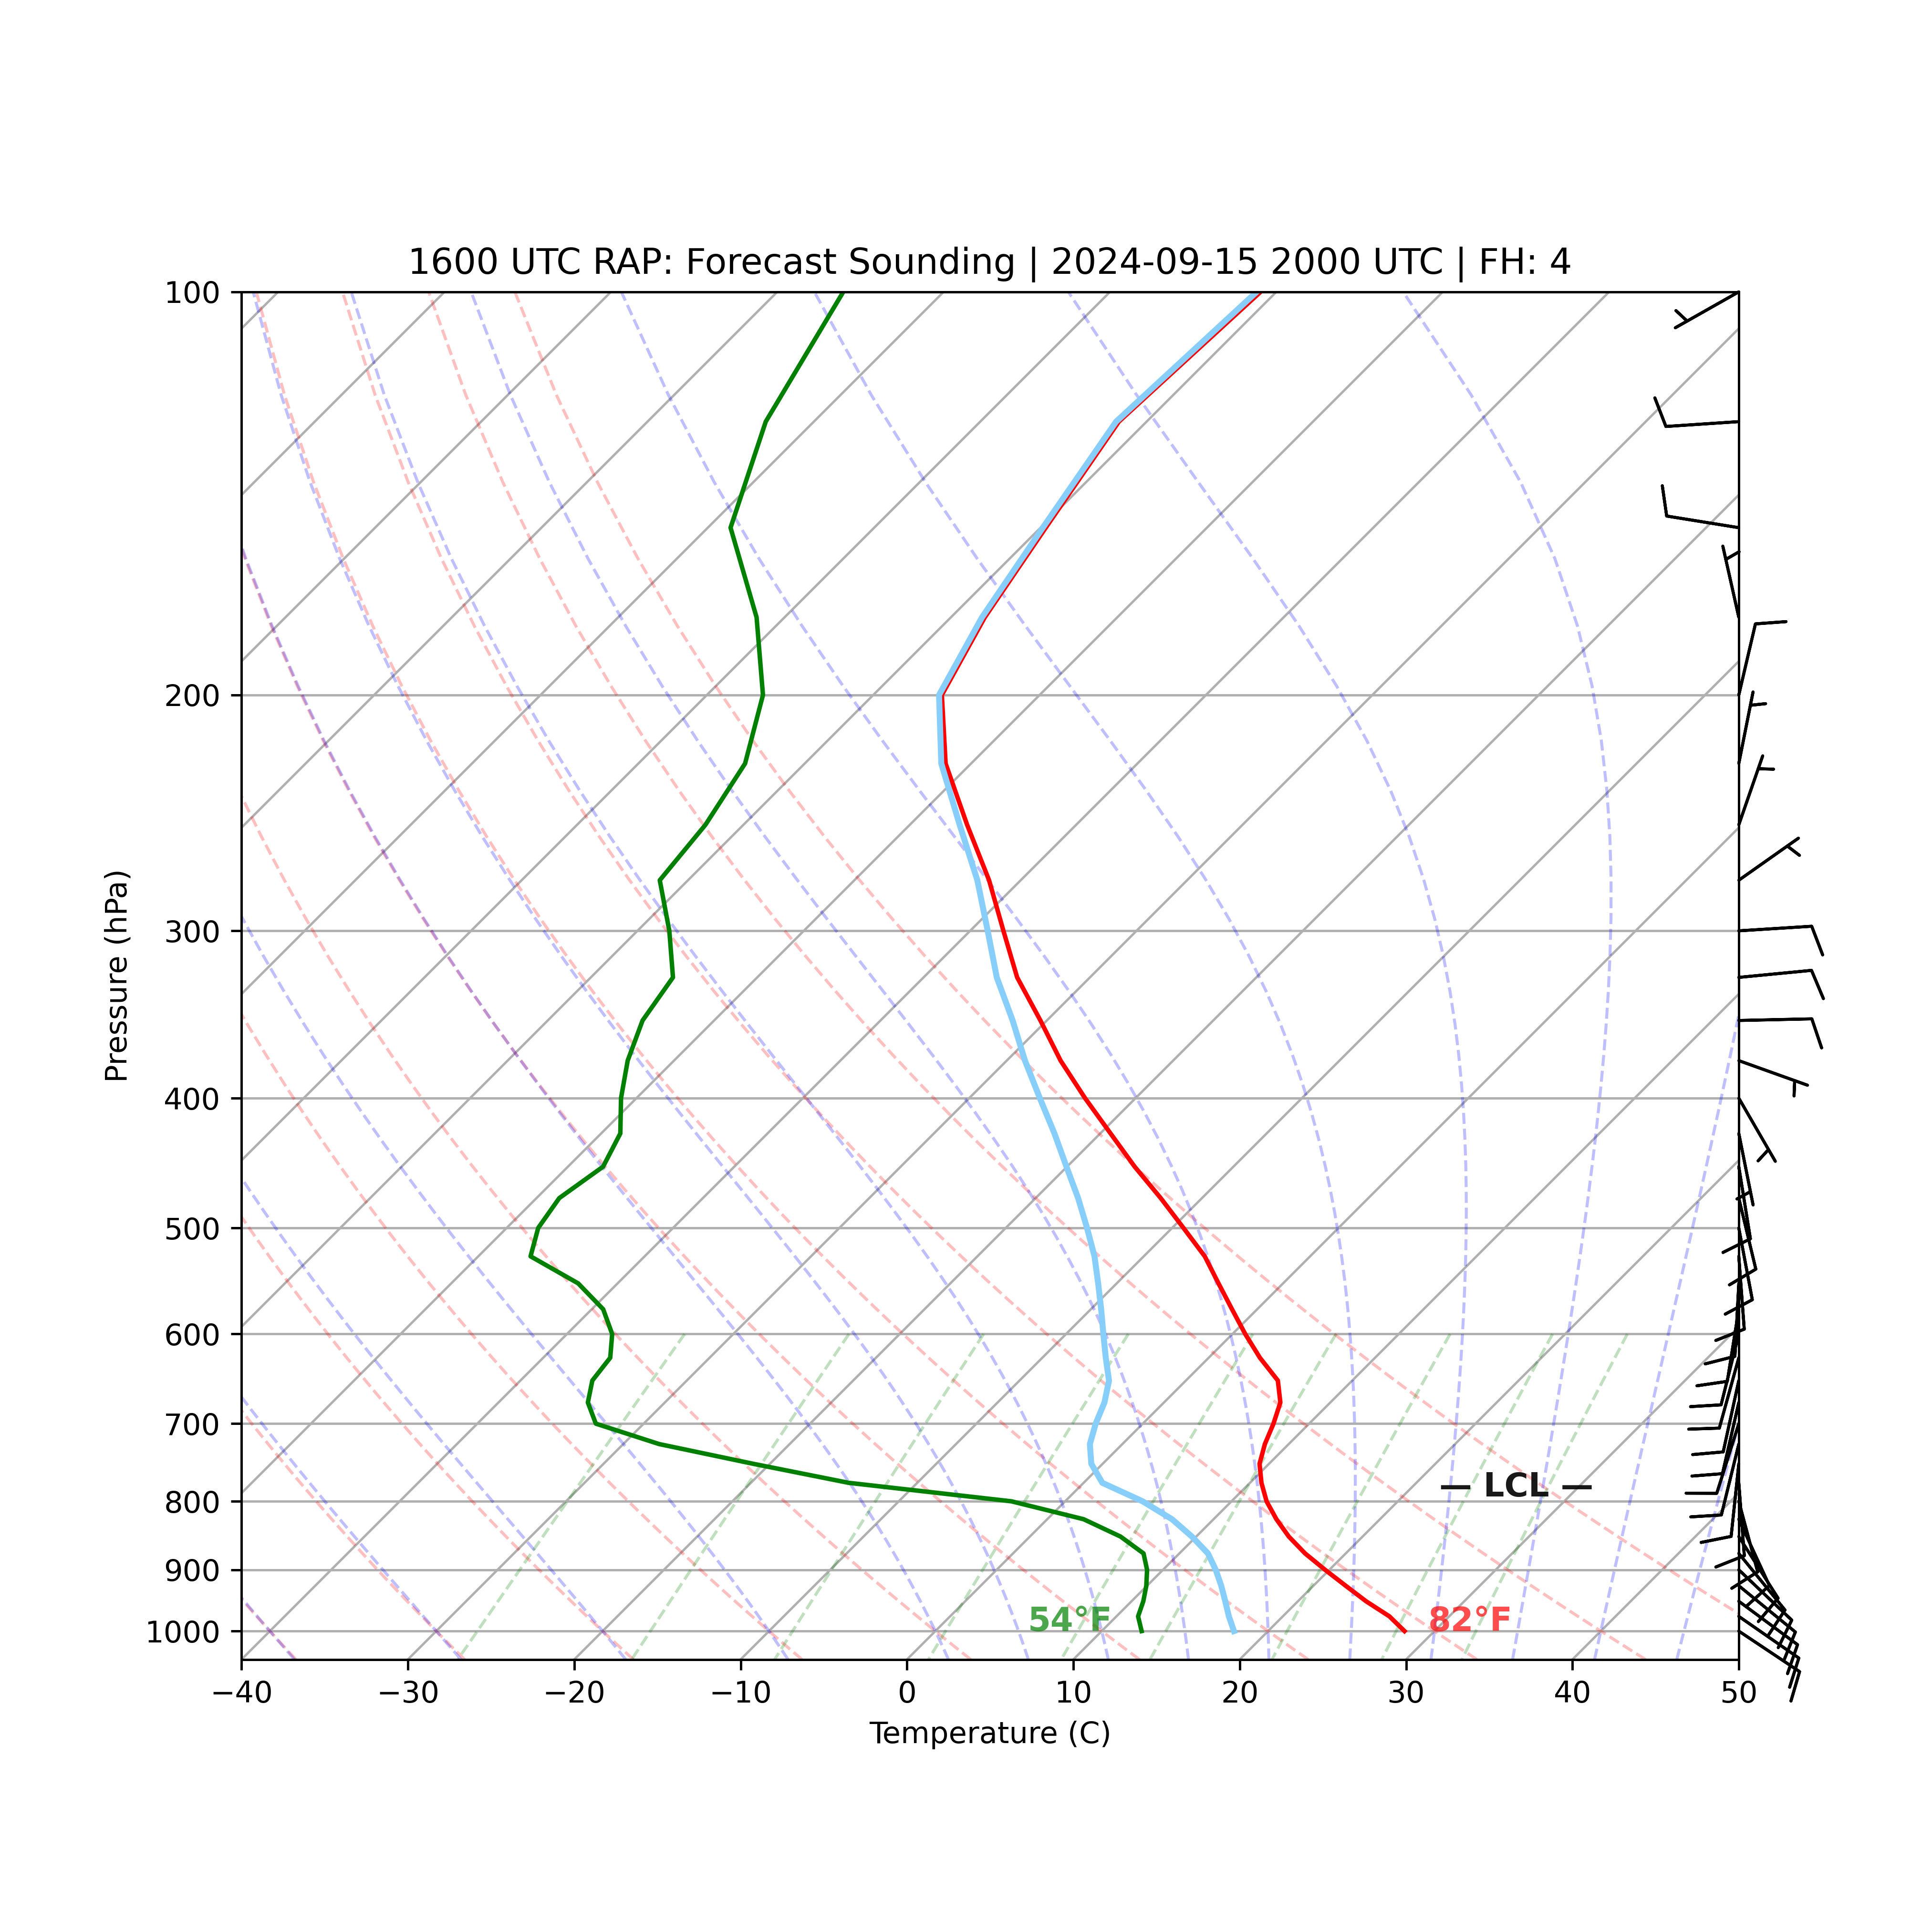 1600 UTC RAP: Forecast Sounding | 2024-09-15 2000 UTC | FH: 4
100
200
300
400
500
600
700
800
900
1000
Pressure (hPa)
— LCL —
54°F
82°F
−40 −30 −20 −10 0 10 20 30 40 50
Temperature (C)